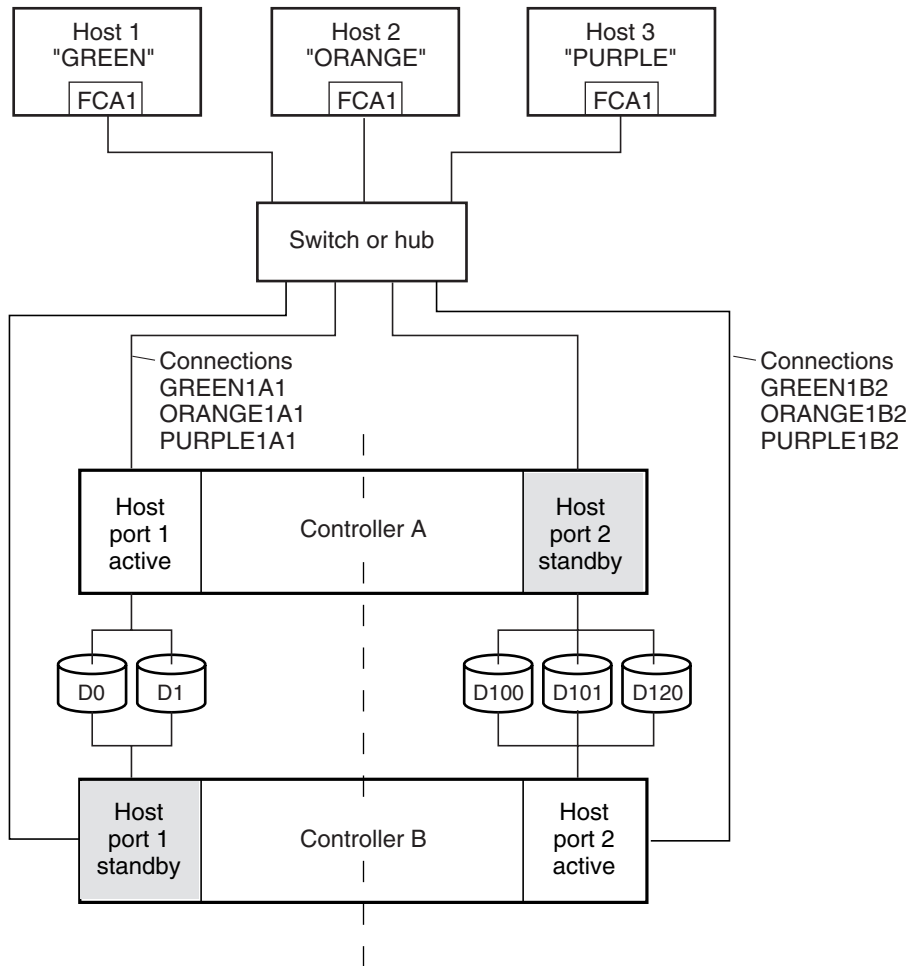 Host 1
"GREEN"
FCA1
Host 2
"ORANGE"
FCA1
Host 3
"PURPLE"
FCA1
Switch or hub
Connections
GREEN1A1
ORANGE1A1
PURPLE1A1
Connections
GREEN1B2
ORANGE1B2
PURPLE1B2
Host
port 1
active
Controller A
Host
port 2
standby
D0
D1
D100
D101
D120
Host
port 1
standby
Controller B
Host
port 2
active